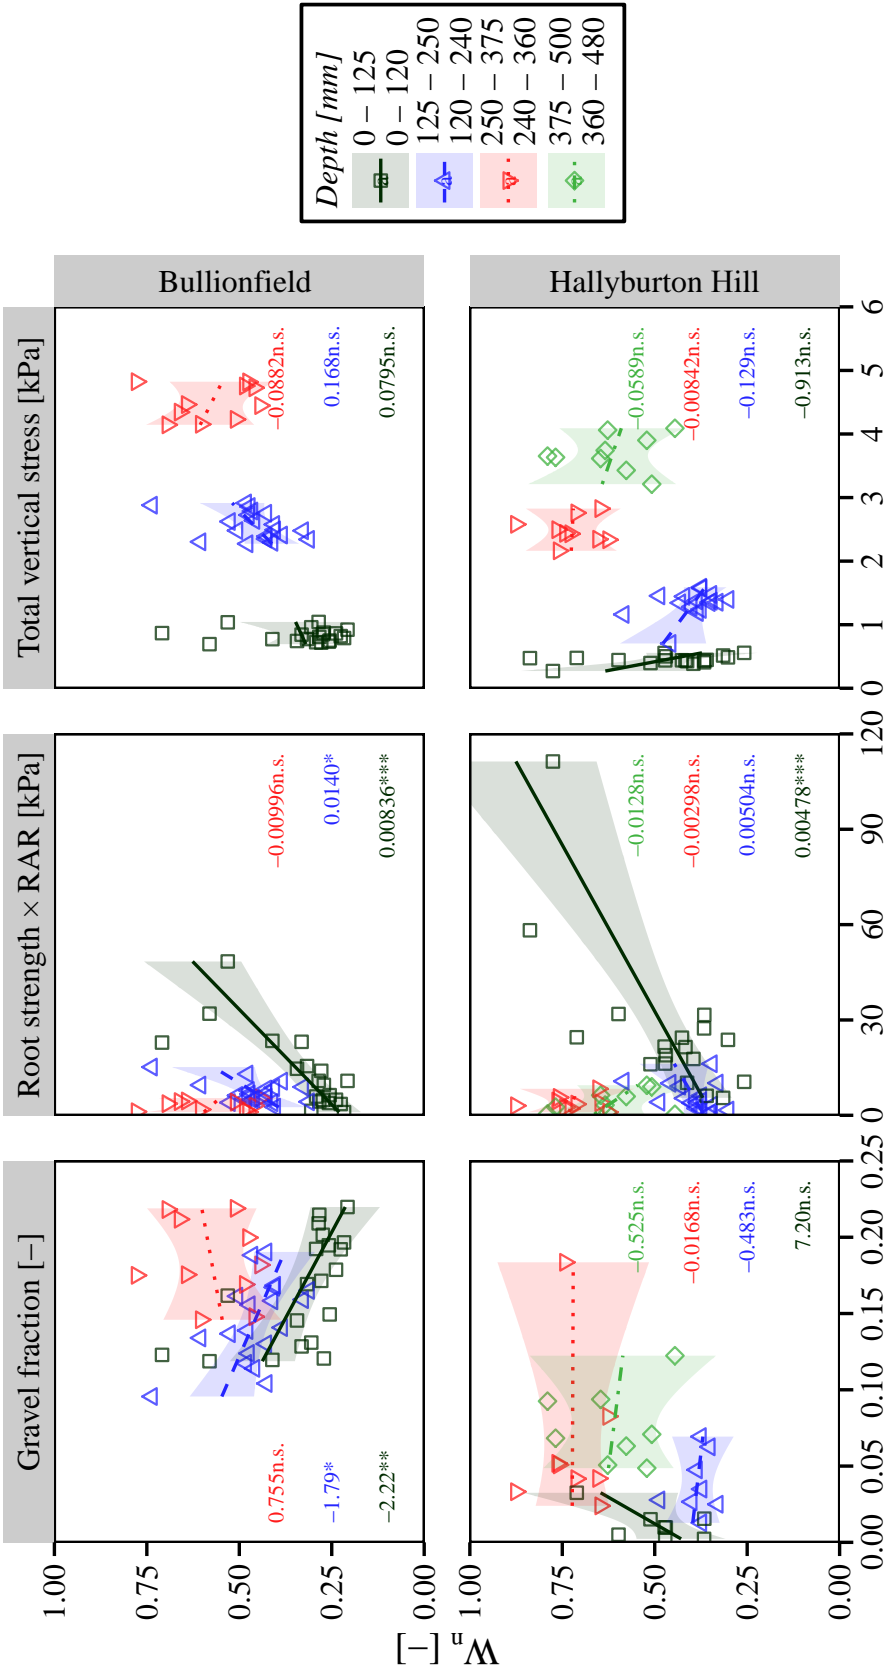 Gravel fraction [−]
Root strength × RAR [kPa]
Total vertical stress [kPa]
Bullionfield
1.00
0.75
0.50
0.25
0.00
0.755n.s.
−1.79*
−2.22**
−0.00996n.s.
0.0140*
0.00836***
−0.0882n.s.
0.168n.s.
0.0795n.s.
Wn [−]
Hallyburton Hill
1.00
0.75
0.50
0.25
0.00
−0.525n.s.
−0.0168n.s.
−0.483n.s.
7.20n.s.
−0.0128n.s.
−0.00298n.s.
0.00504n.s.
0.00478***
−0.0589n.s.
−0.00842n.s.
−0.129n.s.
−0.913n.s.
0.00 0.05 0.10 0.15 0.20 0.25
0 30 60 90 120
0 1 2 3 4 5 6
Depth [mm]
0 − 125
0 − 120
125 − 250
120 − 240
250 − 375
240 − 360
375 − 500
360 − 480